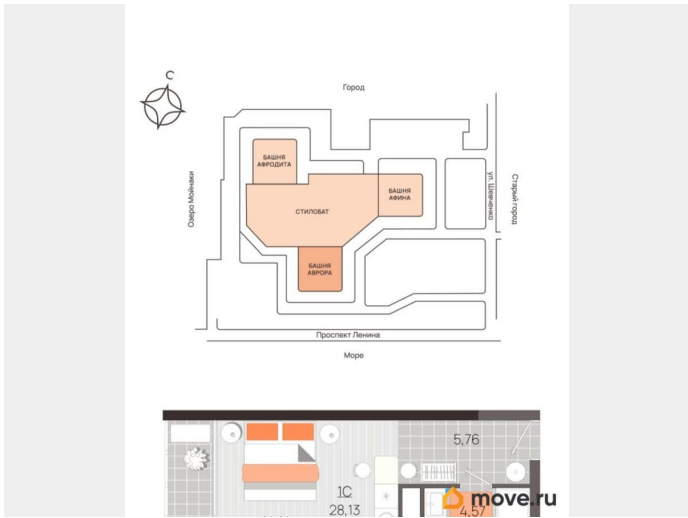 С
Город
БАШНЯ
АФРОДИТА
Озеро Мойнаки
СТИЛОБАТ
БАШНЯ
АФИНА
ул. Шевченко
Старый город
БАШНЯ
АВРОРА
Проспект Ленина
Море
5,76
1С
28,13
4,57
move.ru